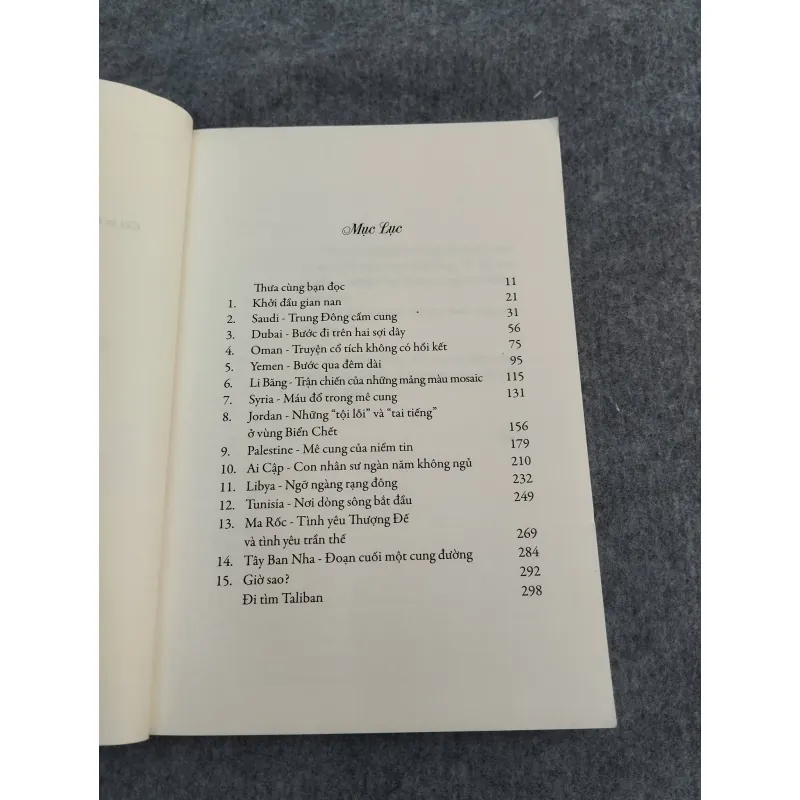 Mục Lục
Thưa cùng bạn đọc 11
1. Khởi đầu gian nan 21
2. Saudi - Trung Đông cấm cung 31
3. Dubai - Bước đi trên hai sợi dây 56
4. Oman - Truyện cổ tích không có hồi kết 75
5. Yemen - Bước qua đêm dài 95
6. Li Băng - Trận chiến của những mảng màu mosaic 115
7. Syria - Máu đổ trong mê cung 131
8. Jordan - Những “tội lỗi” và “tai tiếng”
ở vùng Biển Chết 156
9. Palestine - Mê cung của niềm tin 179
10. Ai Cập - Con nhân sư ngàn năm không ngủ 210
11. Libya - Ngỡ ngàng rạng đông 232
12. Tunisia - Nơi dòng sông bắt đầu 249
13. Ma Rốc - Tình yêu Thượng Đế
và tình yêu trần thế 269
14. Tây Ban Nha - Đoạn cuối một cung đường 284
15. Giờ sao? 292
Đi tìm Taliban 298